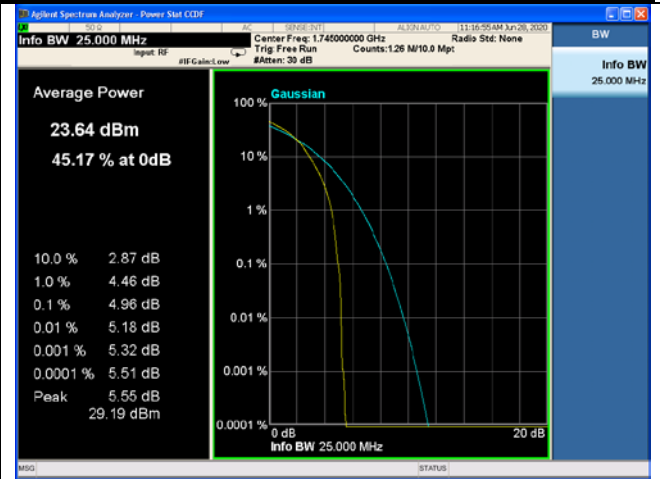 Agilent Spectrum Analyzer - Power Stat CCDF
50 Ω AC SENSE:INT ALIGN AUTO 11:16:55 AM Jun 28, 2020
Info BW 25.000 MHz
Input: RF
#IFGain:Low
Center Freq: 1.745000000 GHz
Radio Std: None
Trig: Free Run
Counts:1.26 M/10.0 Mpt
#Atten: 30 dB
BW
Info BW
25.000 MHz
Average Power
23.64 dBm
45.17 % at 0dB
10.0 % 2.87 dB
1.0 % 4.46 dB
0.1 % 4.96 dB
0.01 % 5.18 dB
0.001 % 5.32 dB
0.0001 % 5.51 dB
Peak 5.55 dB
29.19 dBm
Gaussian
100 %
10 %
1 %
0.1 %
0.01 %
0.001 %
0.0001 %
0 dB
20 dB
Info BW 25.000 MHz
MSG
STATUS